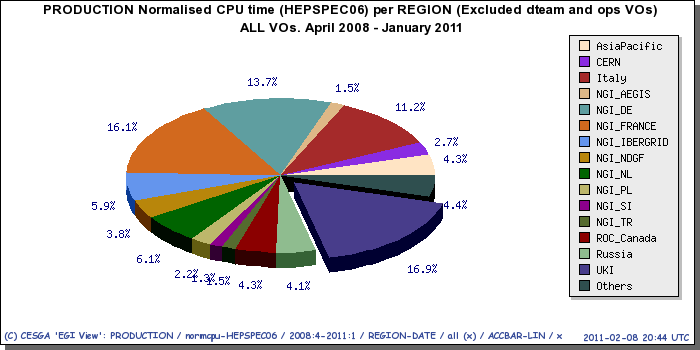 PRODUCTION Normalised CPU time (HEPSPEC06) per REGION (Excluded dteam and ops VOs)
ALL VOs. April 2008 - January 2011
AsiaPacific
CERN
Italy
NGI_AEGIS
NGI_DE
NGI_FRANCE
NGI_IBERGRID
NGI_NDGF
NGI_NL
NGI_PL
NGI_SI
NGI_TR
ROC_Canada
Russia
UKI
Others
13.7%
1.5%
11.2%
2.7%
4.3%
4.4%
16.9%
4.1%
4.3%
1.5%
1.3%
2.2%
6.1%
3.8%
5.9%
16.1%
(C) CESGA 'EGI View': PRODUCTION / normcpu-HEPSPEC06 / 2008:4-2011:1 / REGION-DATE / all (x) / ACCBAR-LIN / x
2011-02-08 20:44 UTC